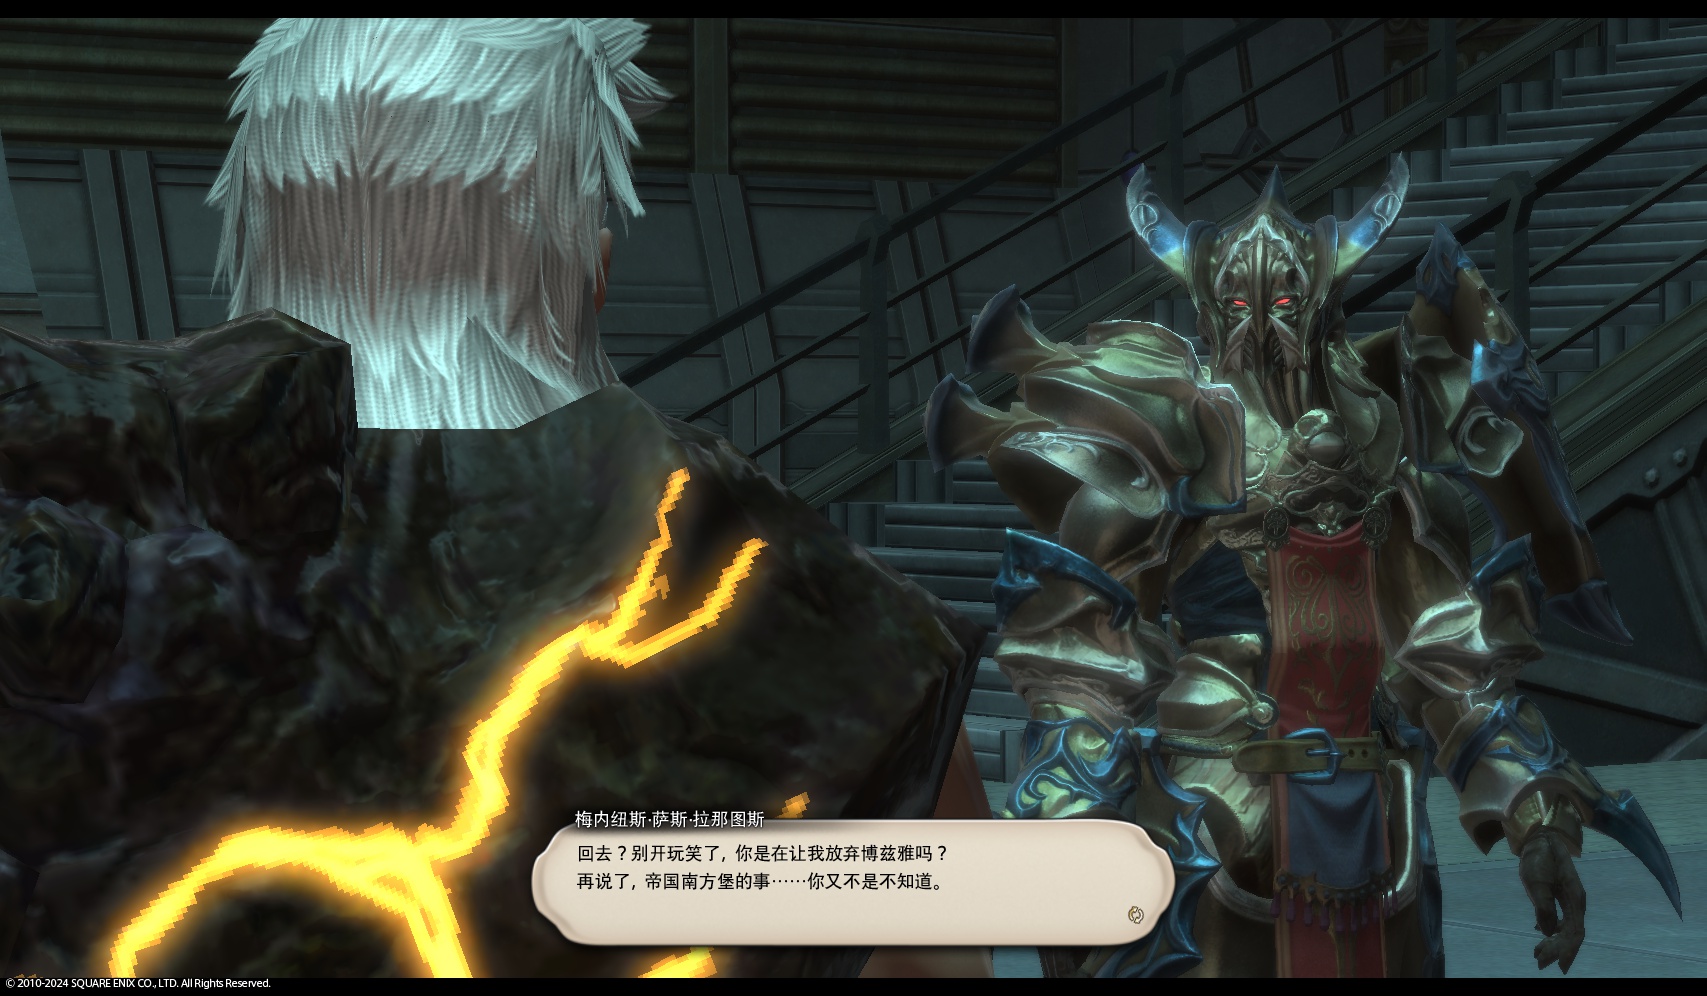 梅内纽斯·萨斯·拉那图斯
回去？别开玩笑了，你是在让我放弃博兹雅吗？
再说了，帝国南方堡的事……你又不是不知道。
© 2010-2024 SQUARE ENIX CO., LTD. All Rights Reserved.